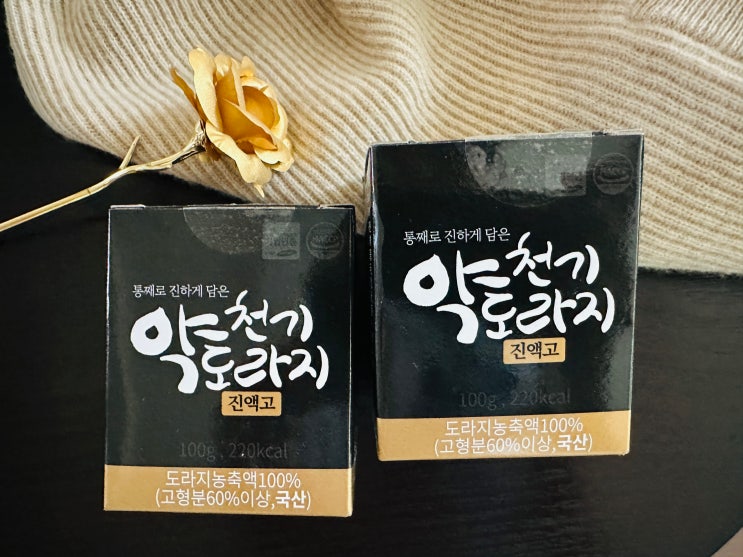 통째로 진하게 담은
천기
약도라지
진액고
100g , 220kcal
도라지농축액100%
(고형분60%이상,국산)
통째로 진하게 담은
천기
약도라지
진액고
100g , 220kcal
도라지농축액100%
(고형분60%이상,국산)